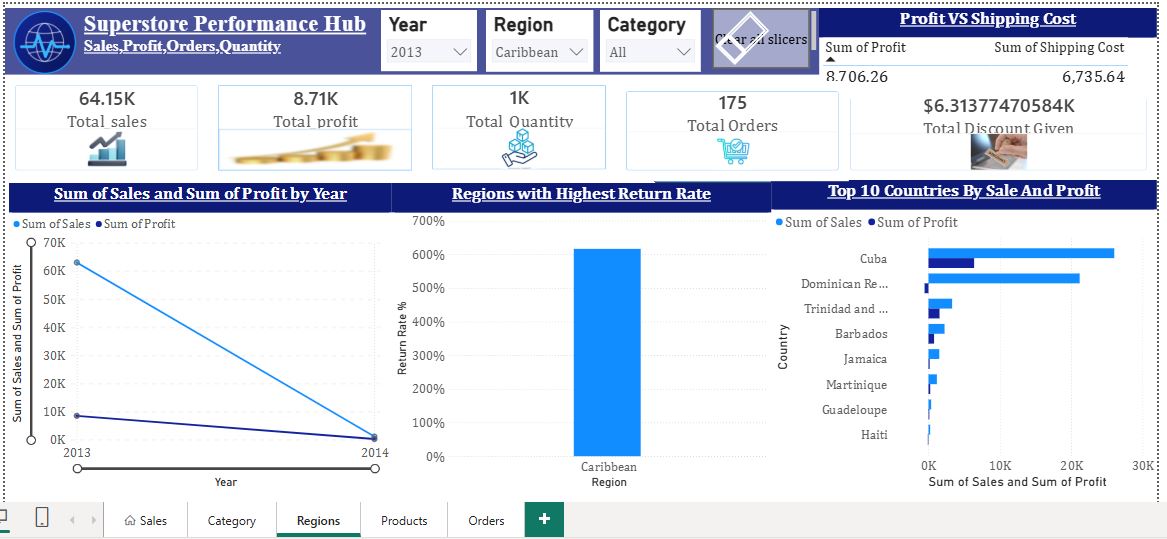 Superstore Performance Hub
Sales,Profit,Orders,Quantity
Year
2013
Region
Caribbean
Category
All
Clear all slicers
Profit VS Shipping Cost
Sum of Profit Sum of Shipping Cost
8,706.26 6,735.64
64.15K
Total_sales
8.71K
Total_profit
1K
Total_Quantity
175
Total Orders
$6.31377470584K
Total Discount Given
Sum of Sales and Sum of Profit by Year
Sum of Sales Sum of Profit
Sum of Sales and Sum of Profit
70K
60K
50K
40K
30K
20K
10K
0K
2013 2014
Year
Regions with Highest Return Rate
Return Rate %
700%
600%
500%
400%
300%
200%
100%
0%
Caribbean
Region
Top 10 Countries By Sale And Profit
Sum of Sales Sum of Profit
Country
Cuba
Dominican Re...
Trinidad and ...
Barbados
Jamaica
Martinique
Guadeloupe
Haiti
0K 10K 20K 30K
Sum of Sales and Sum of Profit
Sales Category Regions Products Orders +